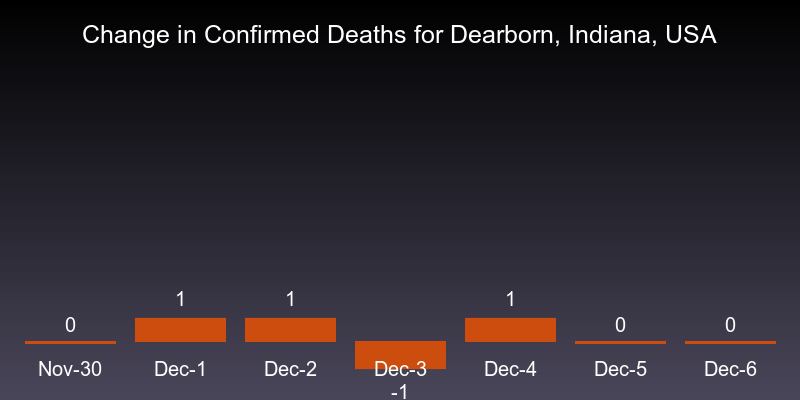 Change in Confirmed Deaths for Dearborn, Indiana, USA
0 1 1 1 0 0
Nov-30 Dec-1 Dec-2 Dec-3 Dec-4 Dec-5 Dec-6
-1